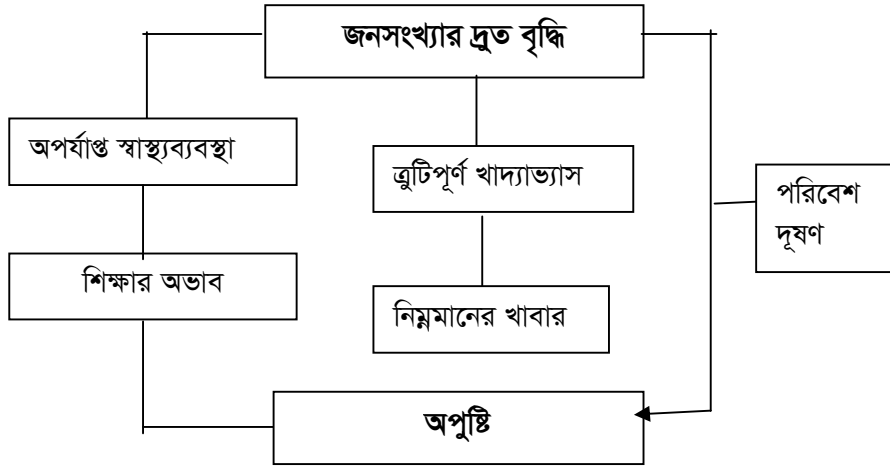 জনসংখ্যার দ্রুত বৃদ্ধি
অপর্যাপ্ত স্বাস্থ্যব্যবস্থা
ত্রুটিপূর্ণ খাদ্যাভ্যাস
পরিবেশ
দূষণ
শিক্ষার অভাব
নিম্নমানের খাবার
অপুষ্টি